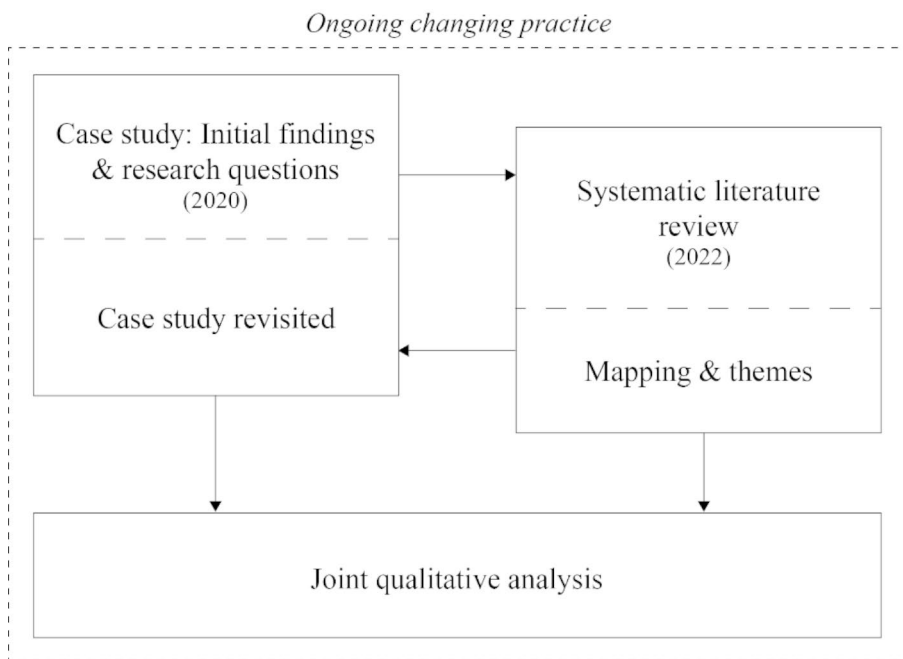 Ongoing changing practice
Case study: Initial findings
& research questions
(2020)
Case study revisited
Systematic literature
review
(2022)
Mapping & themes
Joint qualitative analysis